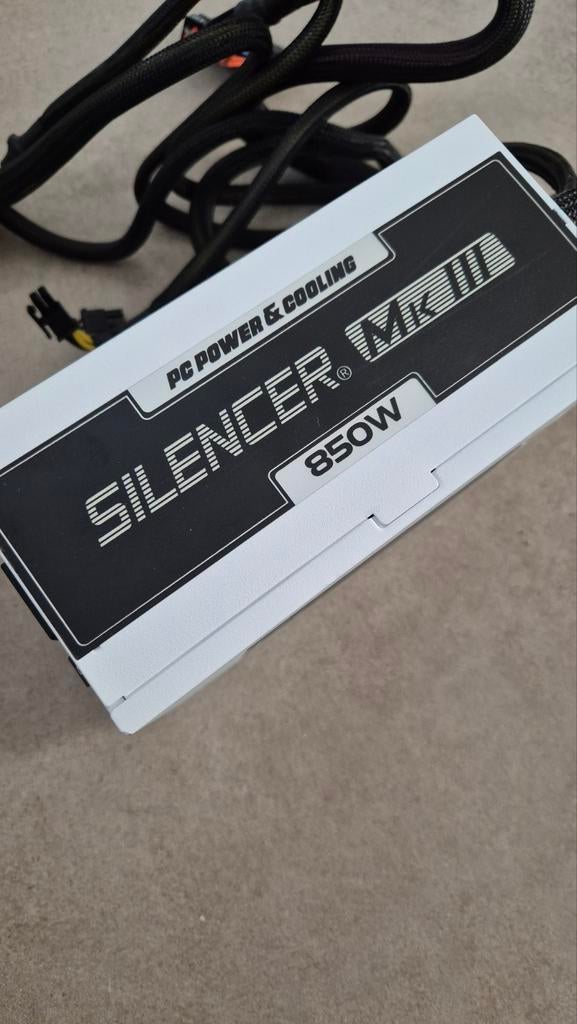 PC POWER & COOLING
SILENCER® MK III
850W